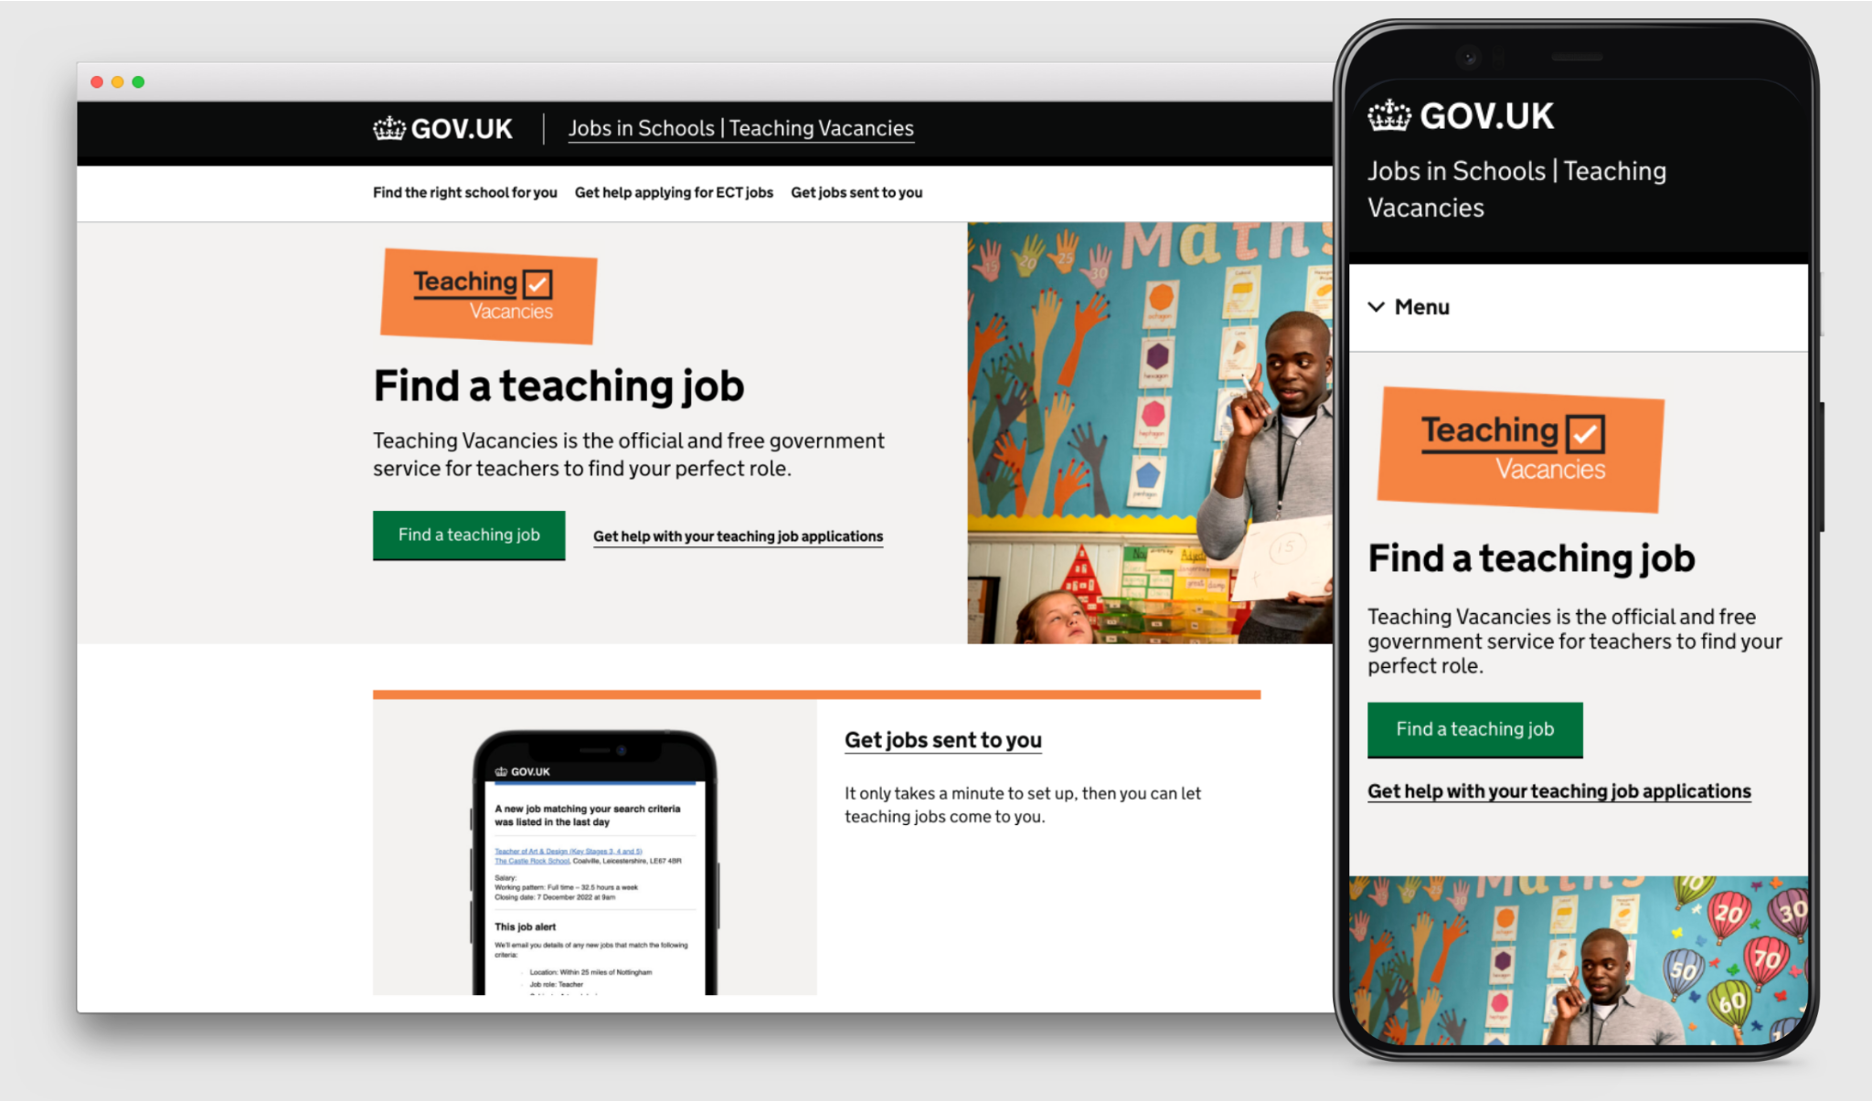 GOV.UK
Jobs in Schools | Teaching Vacancies
Find the right school for you
Get help applying for ECT jobs
Get jobs sent to you
Teaching
Vacancies
Find a teaching job
Teaching Vacancies is the official and free government
service for teachers to find your perfect role.
Find a teaching job
Get help with your teaching job applications
Maths
15
20
25
30
octagon
hexagon
heptagon
pentagon
15
GOV.UK
A new job matching your search criteria
was listed in the last day
Teacher of Art & Design (Key Stages 3, 4 and 5)
The Castle Rock School, Coalville, Leicestershire, LE67 4BR
Salary:
Working pattern: Full time – 32.5 hours a week
Closing date: 7 December 2022 at 9am
This job alert
We'll email you details of any new jobs that match the following
criteria:
Location: Within 25 miles of Nottingham
Job role: Teacher
Get jobs sent to you
It only takes a minute to set up, then you can let
teaching jobs come to you.
GOV.UK
Jobs in Schools | Teaching
Vacancies
Menu
Teaching
Vacancies
Find a teaching job
Teaching Vacancies is the official and free
government service for teachers to find your
perfect role.
Find a teaching job
Get help with your teaching job applications
Maths
10
20
30
50
70
60